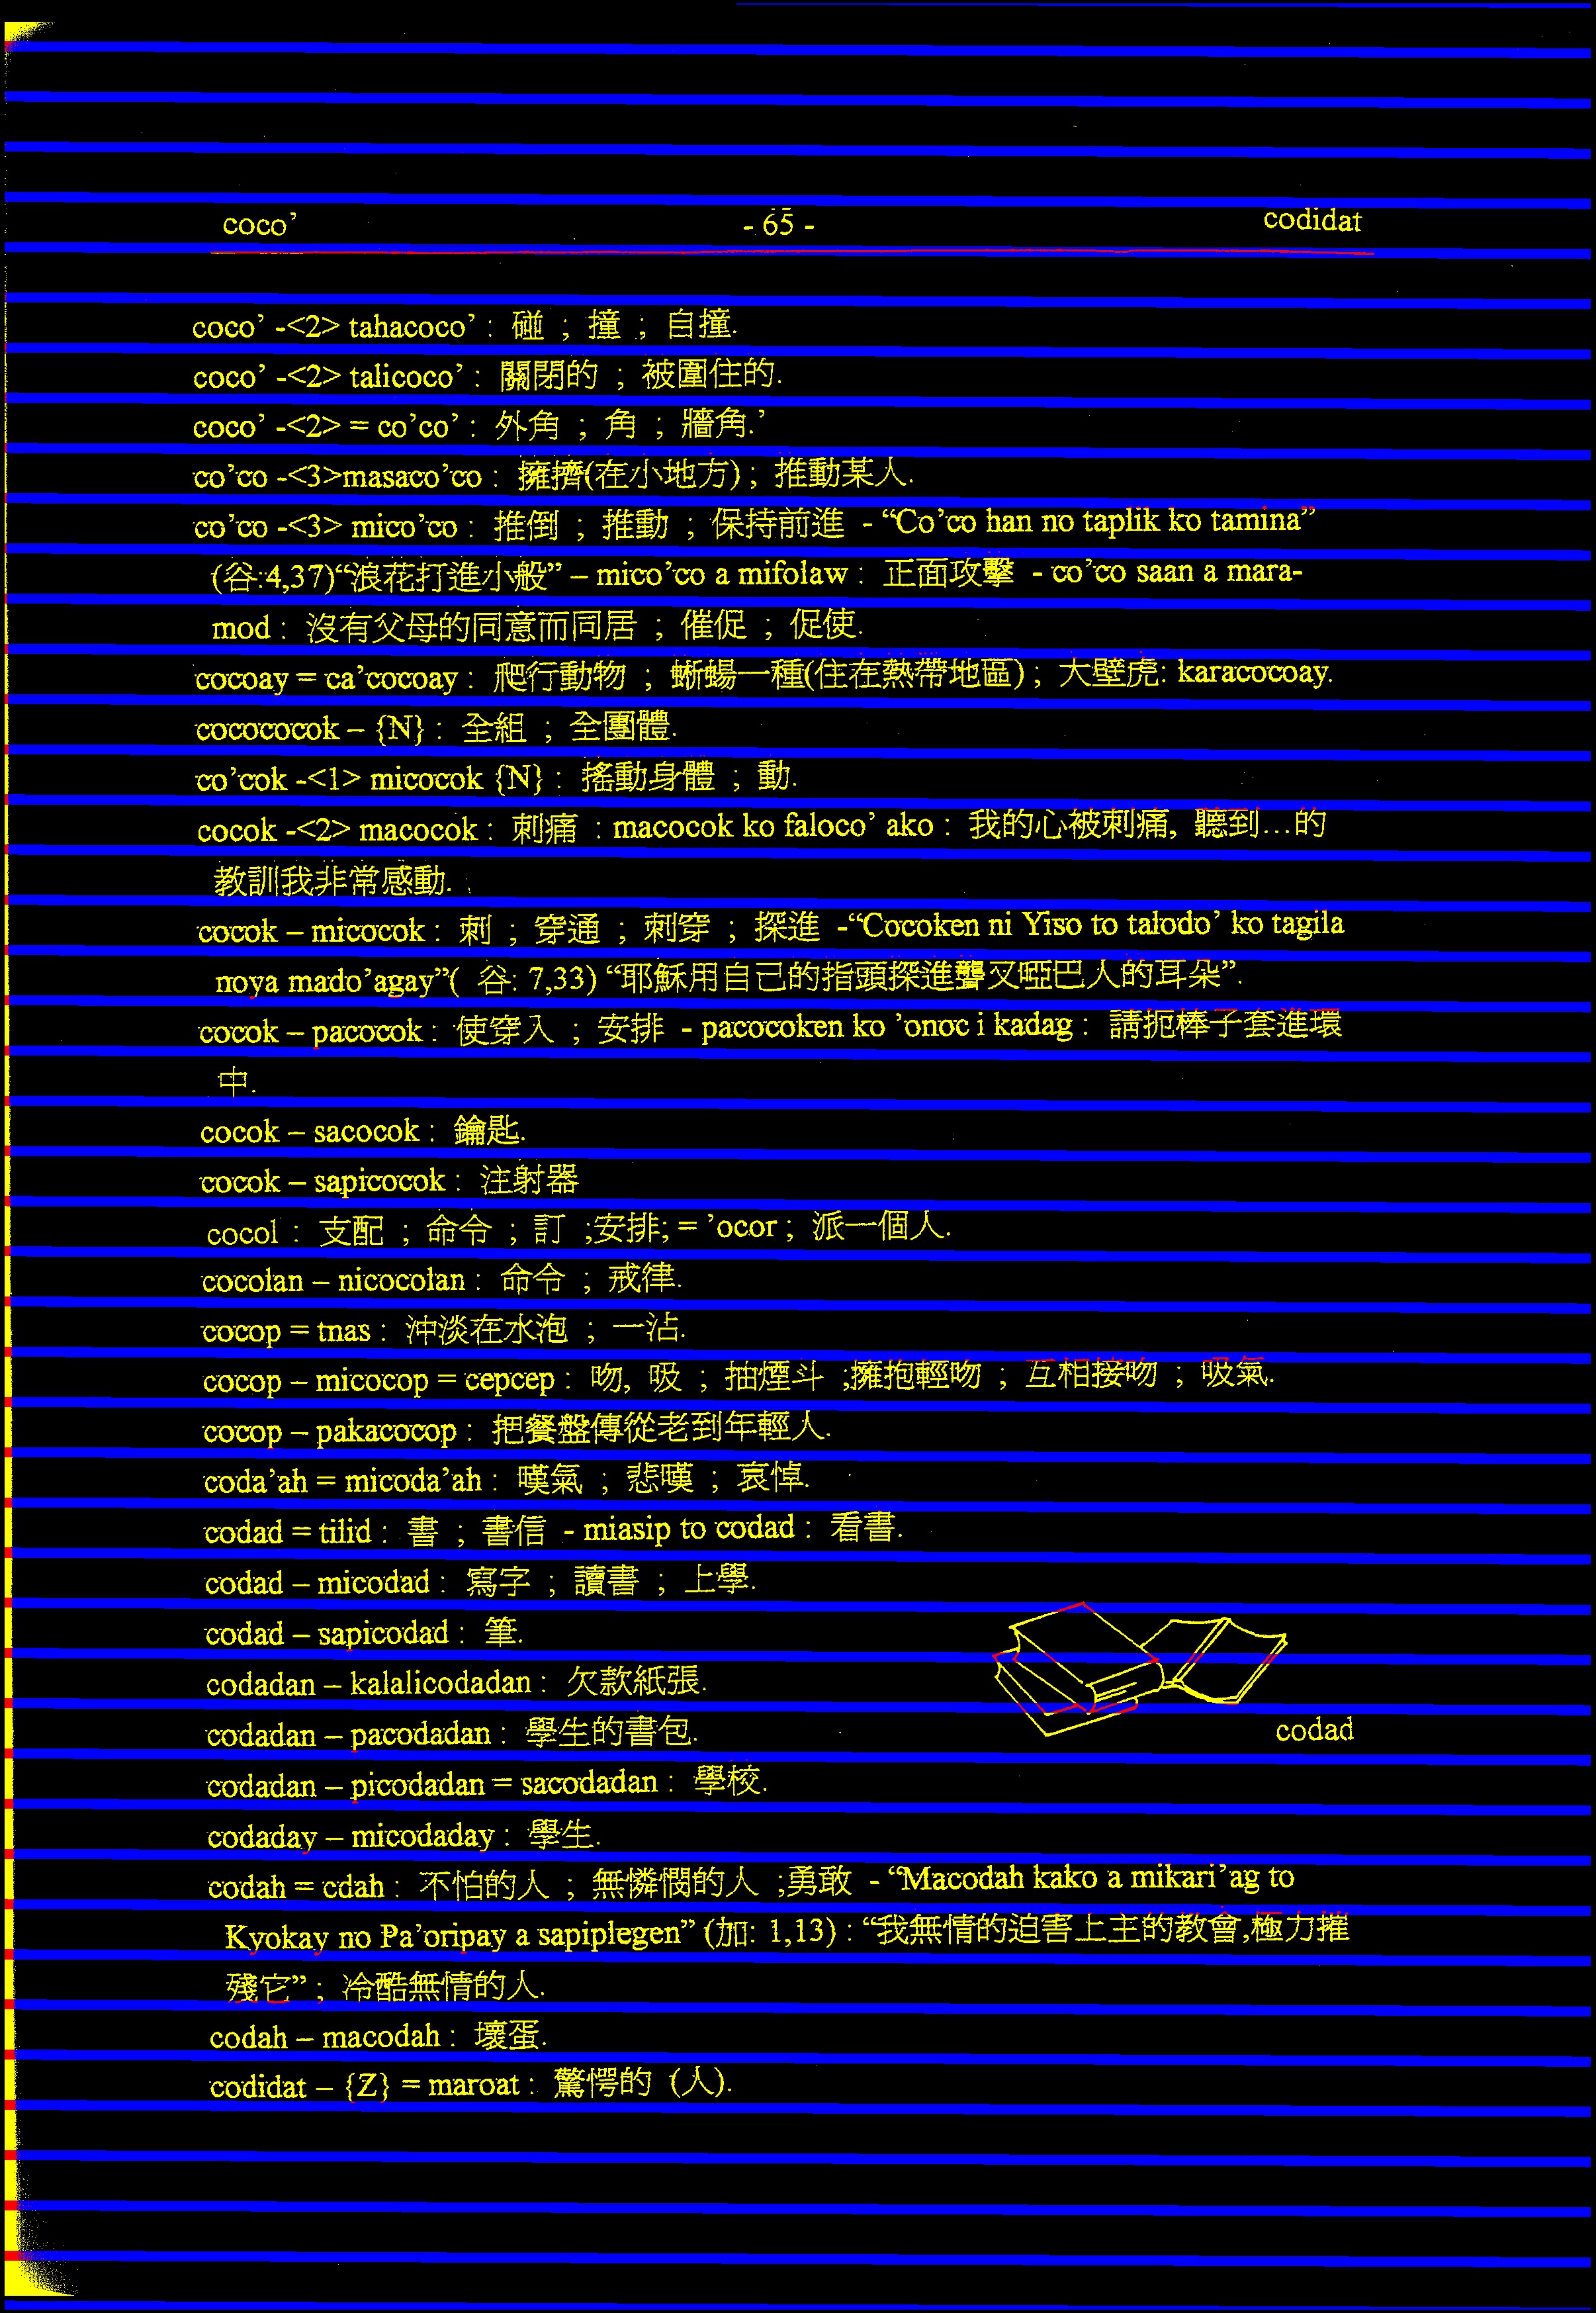 coco’ - 65 - codidat
coco’ -<2> tahacoco’ : 碰 ; 撞 ; 自撞.
coco’ -<2> talicoco’ : 關閉的 ; 被圍住的.
coco’ -<2> = co’co’ : 外角 ; 角 ; 牆角.’
co’co -<3>masaco’co : 擁擠(在小地方) ; 推動某人.
co’co -<3> mico’co : 推倒 ; 推動 ; 保持前進 - “Co’co han no taplik ko tamina”
(谷:4,37)“浪花打進小般” – mico’co a mifolaw : 正面攻擊 - co’co saan a mara-
mod : 沒有父母的同意而同居 ; 催促 ; 促使.
cocoay = ca’cocoay : 爬行動物 ; 蜥蜴一種(住在熱帶地區) ; 大壁虎: karacocoay.
cocococok – {N} : 全組 ; 全團體.
co’cok -<1> micocok {N} : 搖動身體 ; 動.
cocok -<2> macocok : 刺痛 : macocok ko faloco’ ako : 我的心被刺痛, 聽到…的
教訓我非常感動.
cocok – micocok : 刺 ; 穿通 ; 刺穿 ; 探進 -“Cocoken ni Yiso to talodo’ ko tagila
noya mado’agay”( 谷: 7,33) “耶穌用自己的指頭探進聾又啞巴人的耳朵”.
cocok – pacocok : 使穿入 ; 安排 - pacocoken ko ’onoc i kadag : 請扼棒子套進環
中.
cocok – sacocok : 鑰匙.
cocok – sapicocok : 注射器
cocol : 支配 ; 命令 ; 訂 ;安排; = ’ocor ; 派一個人.
cocolan – nicocolan : 命令 ; 戒律.
cocop = tnas : 沖淡在水泡 ; 一沾.
cocop – micocop = cepcep : 吻, 吸 ; 抽煙斗 ;擁抱輕吻 ; 互相接吻 ; 吸氣.
cocop – pakacocop : 把餐盤傳從老到年輕人.
coda’ah = micoda’ah : 嘆氣 ; 悲嘆 ; 哀悼.
codad = tilid : 書 ; 書信 - miasip to codad : 看書.
codad – micodad : 寫字 ; 讀書 ; 上學.
codad – sapicodad : 筆.
codadan – kalalicodadan : 欠款紙張.
codadan – pacodadan : 學生的書包.
codad
codadan – picodadan = sacodadan : 學校.
codaday – micodaday : 學生.
codah = cdah : 不怕的人 ; 無憐憫的人 ;勇敢 - “Macodah kako a mikari’ag to
Kyokay no Pa’oripay a sapiplegen” (加: 1,13) : “我無情的迫害上主的教會,極力摧
殘它” ; 冷酷無情的人.
codah – macodah : 壞蛋.
codidat – {Z} = maroat : 驚愕的 (人).